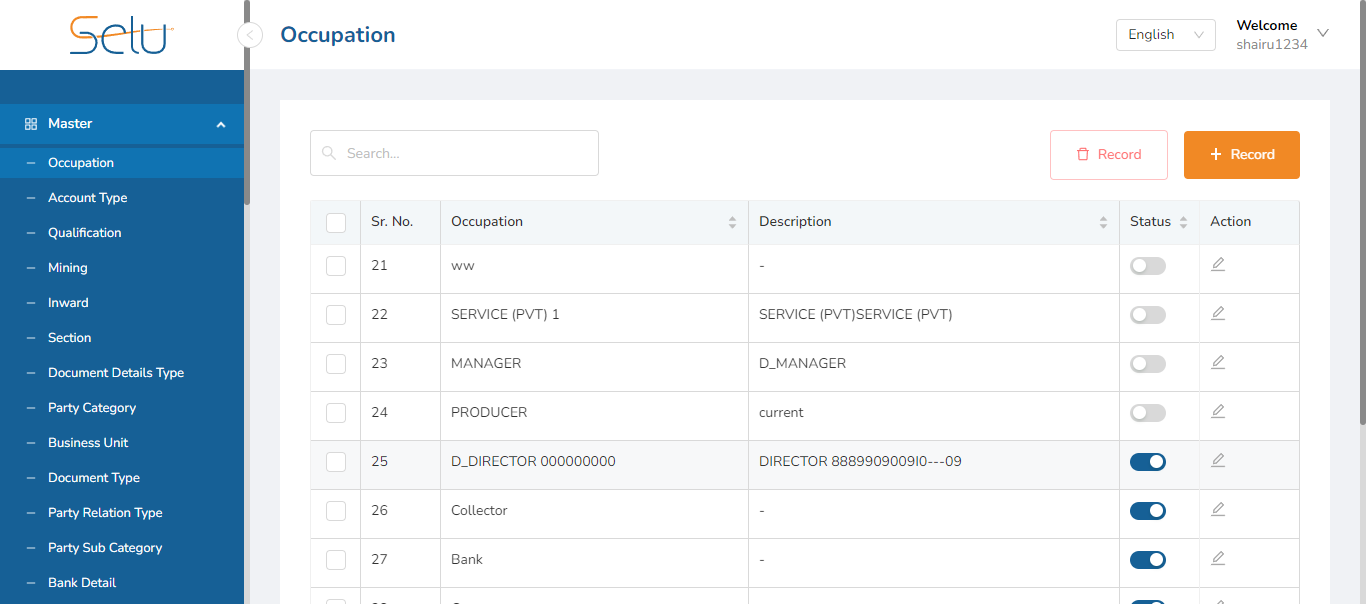 Selu
Occupation
English
Welcome
shairu1234
Master
Occupation
Account Type
Qualification
Mining
Inward
Section
Document Details Type
Party Category
Business Unit
Document Type
Party Relation Type
Party Sub Category
Bank Detail
Search...
Record
+ Record
Sr. No. Occupation Description Status Action
21 ww -
22 SERVICE (PVT) 1 SERVICE (PVT)SERVICE (PVT)
23 MANAGER D_MANAGER
24 PRODUCER current
25 D_DIRECTOR 000000000 DIRECTOR 8889909009I0---09
26 Collector -
27 Bank -